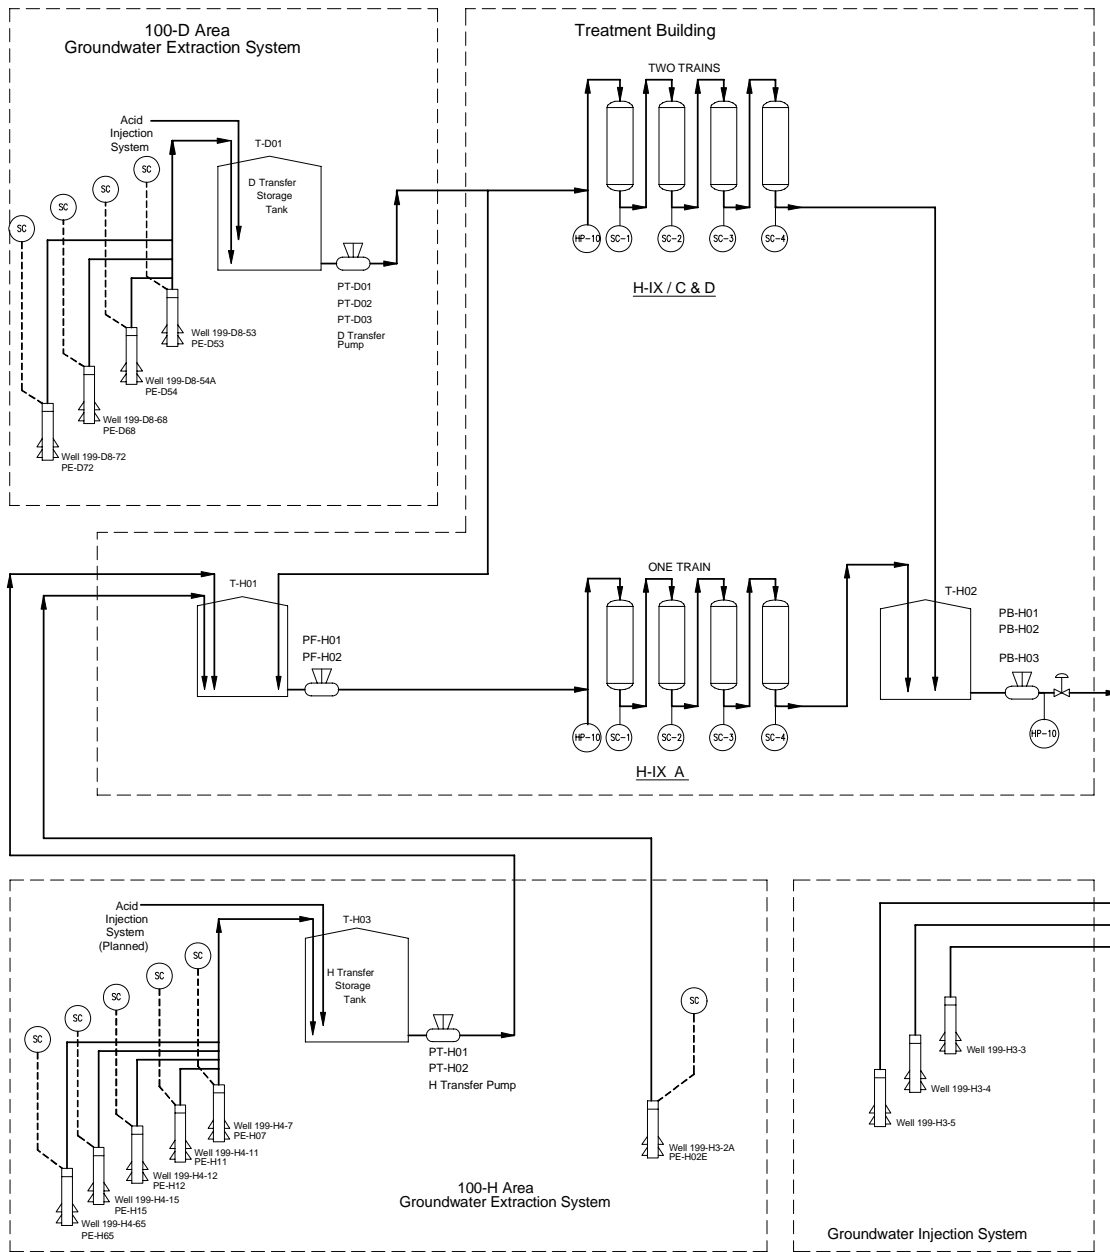 100-D Area
Groundwater Extraction System
Acid
Injection
System
SC
SC
SC
SC
T-D01
D Transfer
Storage
Tank
PT-D01
PT-D02
PT-D03
D Transfer
Pump
Well 199-D8-53
PE-D53
Well 199-D8-54A
PE-D54
Well 199-D8-68
PE-D68
Well 199-D8-72
PE-D72
Treatment Building
TWO TRAINS
HP-10
SC-1
SC-2
SC-3
SC-4
H-IX / C & D
T-H01
PF-H01
PF-H02
ONE TRAIN
HP-10
SC-1
SC-2
SC-3
SC-4
H-IX A
T-H02
PB-H01
PB-H02
PB-H03
HP-10
Acid
Injection
System
(Planned)
SC
SC
SC
SC
SC
T-H03
H Transfer
Storage
Tank
PT-H01
PT-H02
H Transfer Pump
SC
Well 199-H4-7
PE-H07
Well 199-H4-11
PE-H11
Well 199-H4-12
PE-H12
Well 199-H4-15
PE-H15
Well 199-H4-65
PE-H65
Well 199-H3-2A
PE-H02E
100-H Area
Groundwater Extraction System
Well 199-H3-3
Well 199-H3-4
Well 199-H3-5
Groundwater Injection System